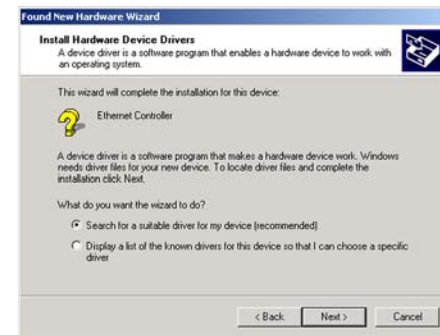 Found New Hardware Wizard
Install Hardware Device Drivers
A device driver is a software program that enables a hardware device to work with
an operating system.
This wizard will complete the installation for this device:
Ethernet Controller
A device driver is a software program that makes a hardware device work. Windows
needs driver files for your new device. To locate driver files and complete the
installation click Next.
What do you want the wizard to do?
Search for a suitable driver for my device (recommended)
Display a list of the known drivers for this device so that I can choose a specific
driver
< Back Next > Cancel